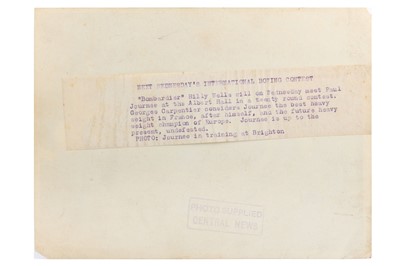 NEXT WEDNESDAY'S INTERNATIONAL BOXING CONTEST
"Bombardier" Billy Wells will on Wednesday meet Paul
Journee at the Albert Hall in a twenty round contest.
Georges Carpentier considers Journee the best heavy
weight in France, after himself, and the future heavy
weight champion of Europe. Journee is up to the
present, undefeated.
PHOTO: Journee in training at Brighton
PHOTO SUPPLIED
CENTRAL NEWS